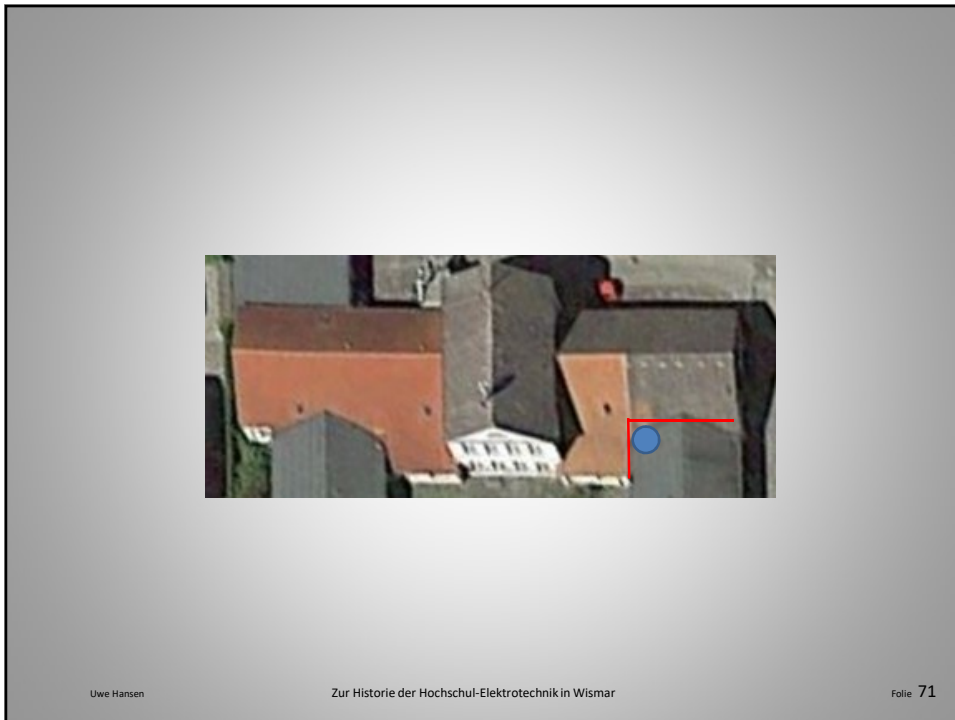 Uwe Hansen
Zur Historie der Hochschul-Elektrotechnik in Wismar
Folie 71